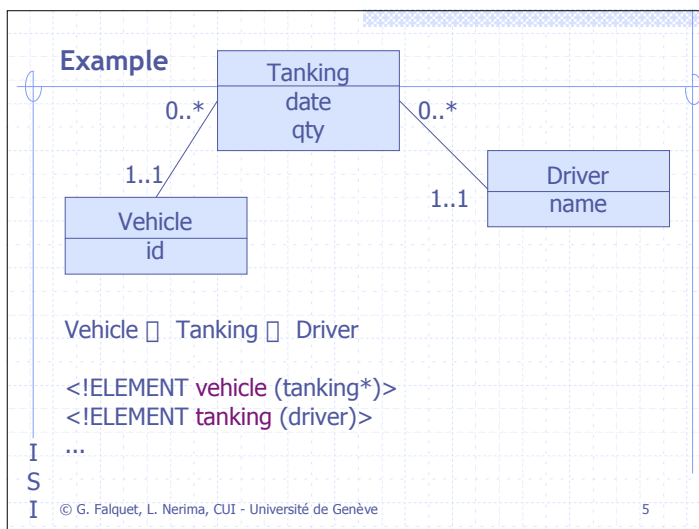 Example
Tanking
date
qty
0..*
0..*
1..1
1..1
Vehicle
id
Driver
name
Vehicle  Tanking  Driver
<!ELEMENT vehicle (tanking*)>
<!ELEMENT tanking (driver)>
...
I
S
I
© G. Falquet, L. Nerima, CUI - Université de Genève
5